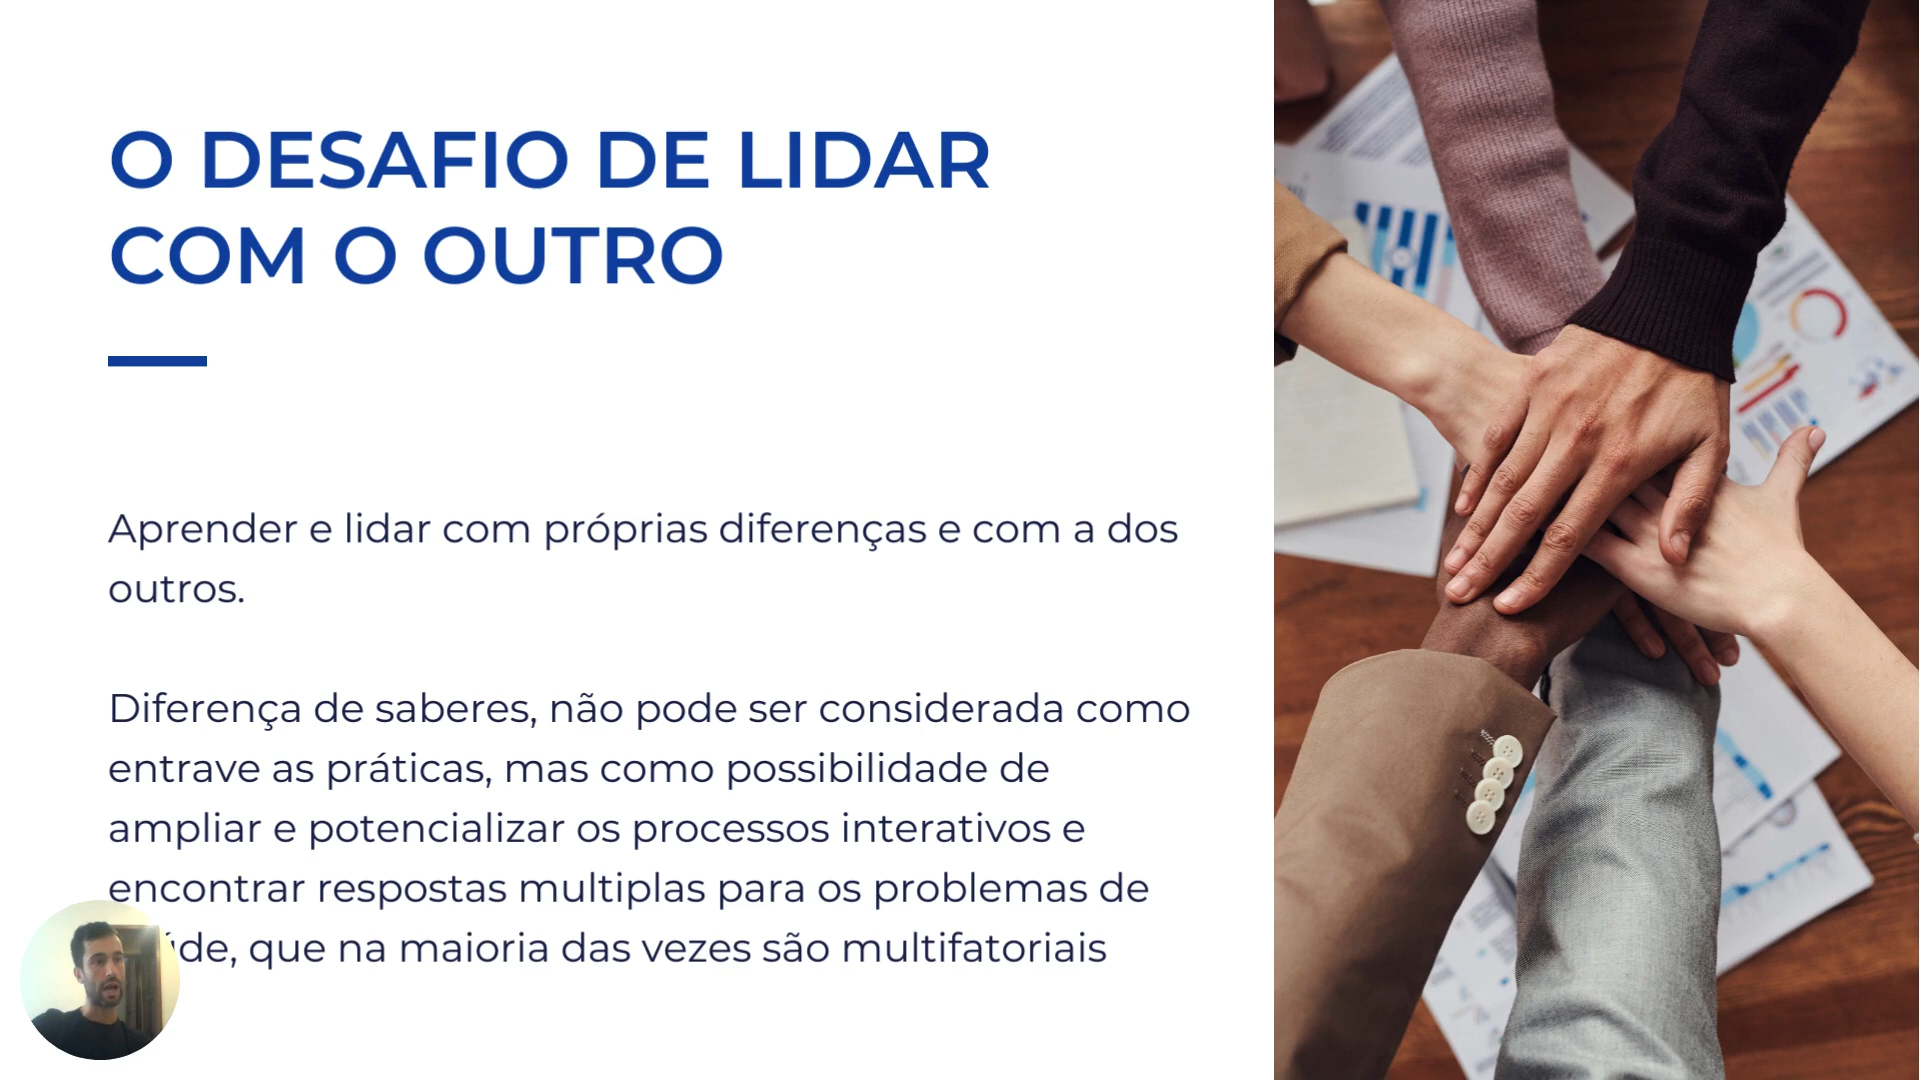 O DESAFIO DE LIDAR
COM O OUTRO
Aprender e lidar com próprias diferenças e com a dos
outros.
Diferença de saberes, não pode ser considerada como
entrave as práticas, mas como possibilidade de
ampliar e potencializar os processos interativos e
encontrar respostas multiplas para os problemas de
que na maioria das vezes são multifatoriais